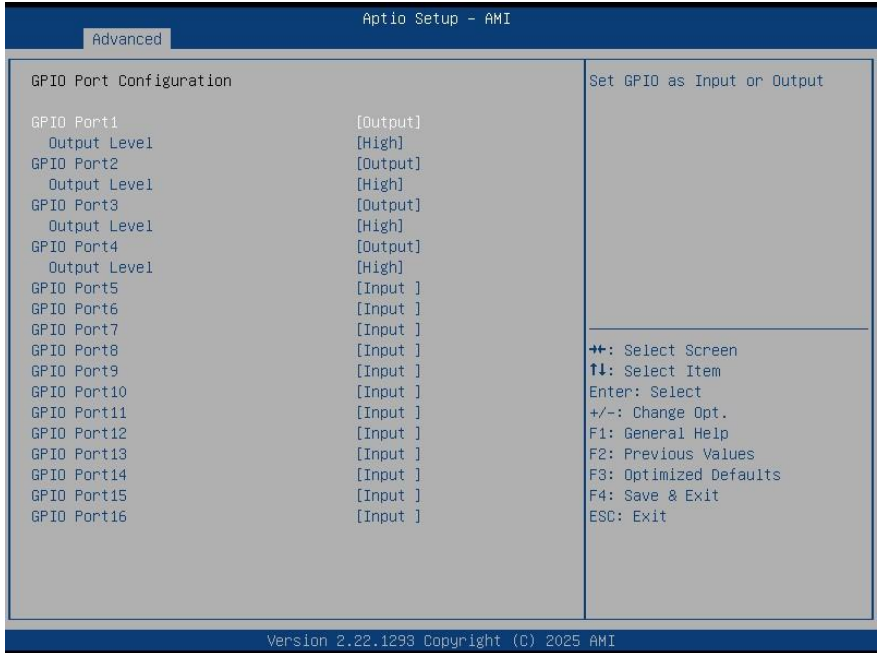 Aptio Setup – AMI
Advanced
GPIO Port Configuration
GPIO Port1 [Output]
Output Level [High]
GPIO Port2 [Output]
Output Level [High]
GPIO Port3 [Output]
Output Level [High]
GPIO Port4 [Output]
Output Level [High]
GPIO Port5 [Input ]
GPIO Port6 [Input ]
GPIO Port7 [Input ]
GPIO Port8 [Input ]
GPIO Port9 [Input ]
GPIO Port10 [Input ]
GPIO Port11 [Input ]
GPIO Port12 [Input ]
GPIO Port13 [Input ]
GPIO Port14 [Input ]
GPIO Port15 [Input ]
GPIO Port16 [Input ]
Set GPIO as Input or Output
→←: Select Screen
↑↓: Select Item
Enter: Select
+/-: Change Opt.
F1: General Help
F2: Previous Values
F3: Optimized Defaults
F4: Save & Exit
ESC: Exit
Version 2.22.1293 Copyright (C) 2025 AMI